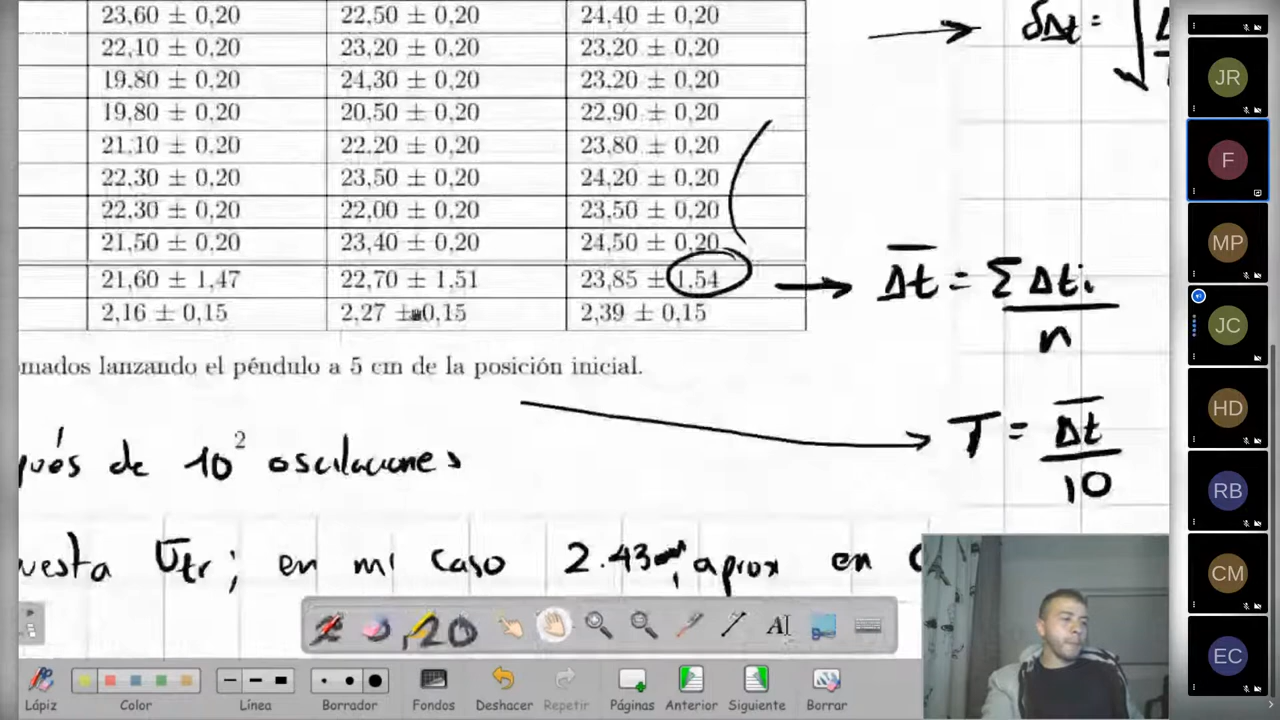 23,60 ± 0,20 22,50 ± 0,20 24,40 ± 0,20
22,10 ± 0,20 23,20 ± 0,20 23,20 ± 0,20
19,80 ± 0,20 24,30 ± 0,20 23,20 ± 0,20
19,80 ± 0,20 20,50 ± 0,20 22,90 ± 0,20
21,10 ± 0,20 22,20 ± 0,20 23,80 ± 0,20
22,30 ± 0,20 23,50 ± 0,20 24,20 ± 0,20
22,30 ± 0,20 22,00 ± 0,20 23,50 ± 0,20
21,50 ± 0,20 23,40 ± 0,20 24,50 ± 0,20
21,60 ± 1,47 22,70 ± 1,51 23,85 ± 1,54
2,16 ± 0,15 2,27 ± 0,15 2,39 ± 0,15
omados lanzando el péndulo a 5 cm de la posición inicial.
δΔt =
Δt = Σ Δti
n
T = Δt
10
pués de 10² oscilaciones
uesta σtr; en mi caso 2.43 aprox en
,20
AI
Lápiz Color Línea Borrador Fondos Deshacer Repetir Páginas Anterior Siguiente Borrar
JR
F
MP
JC
HD
RB
CM
EC